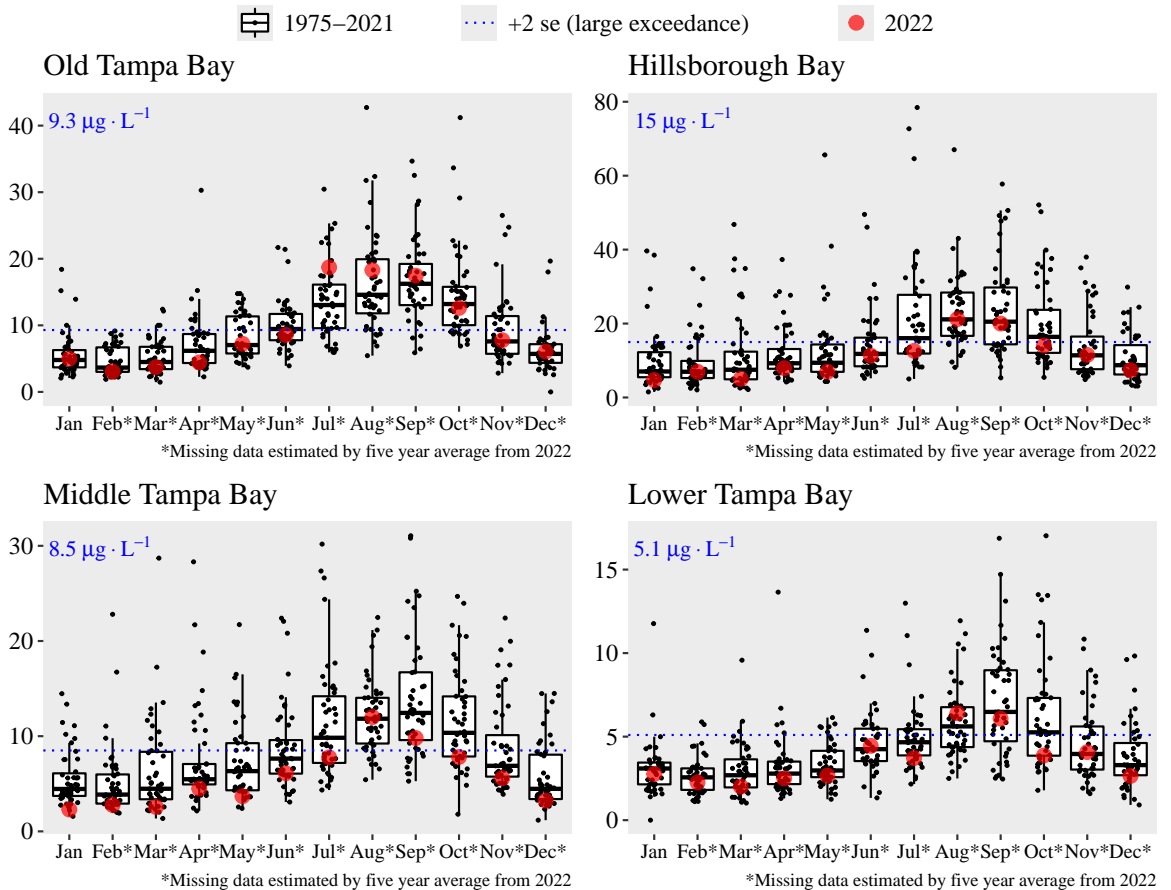 1975–2021 +2 se (large exceedance) 2022
Old Tampa Bay
9.3 μg · L⁻¹
40
30
20
10
0
Jan Feb* Mar* Apr* May* Jun* Jul* Aug* Sep* Oct* Nov* Dec*
*Missing data estimated by five year average from 2022
Hillsborough Bay
15 μg · L⁻¹
80
60
40
20
0
Jan Feb* Mar* Apr* May* Jun* Jul* Aug* Sep* Oct* Nov* Dec*
*Missing data estimated by five year average from 2022
Middle Tampa Bay
8.5 μg · L⁻¹
30
20
10
0
Jan Feb* Mar* Apr* May* Jun* Jul* Aug* Sep* Oct* Nov* Dec*
*Missing data estimated by five year average from 2022
Lower Tampa Bay
5.1 μg · L⁻¹
15
10
5
0
Jan Feb* Mar* Apr* May* Jun* Jul* Aug* Sep* Oct* Nov* Dec*
*Missing data estimated by five year average from 2022